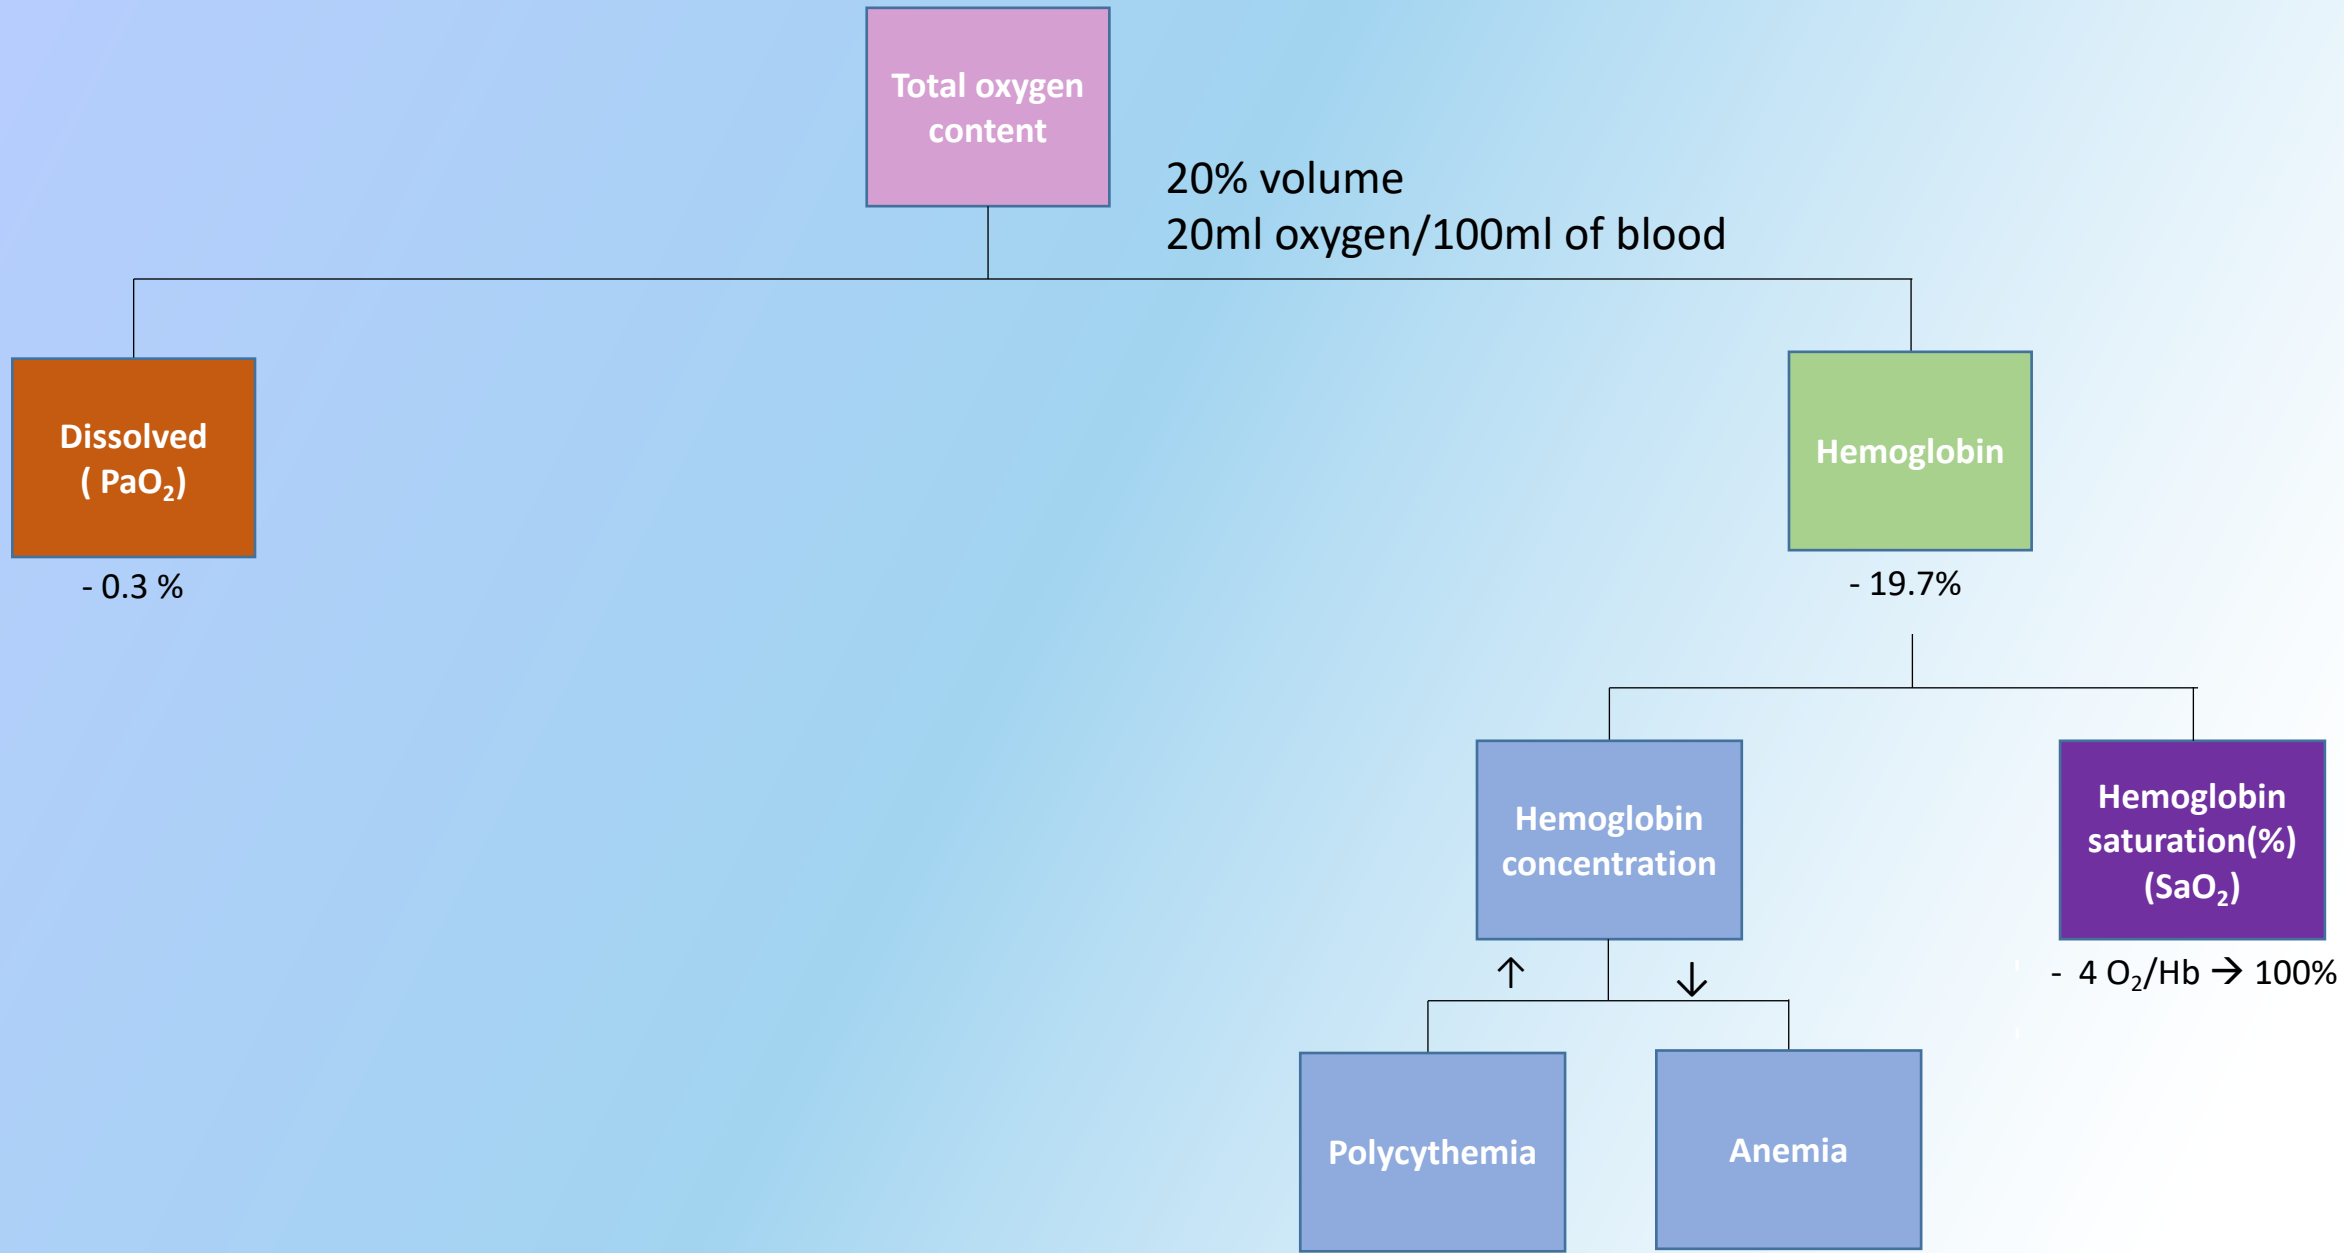 Total oxygen
content
20% volume
20ml oxygen/100ml of blood
Dissolved
( PaO₂)
- 0.3 %
Hemoglobin
- 19.7%
Hemoglobin
concentration
Hemoglobin
saturation(%)
(SaO₂)
↑ ↓
- 4 O₂/Hb → 100%
Polycythemia
Anemia